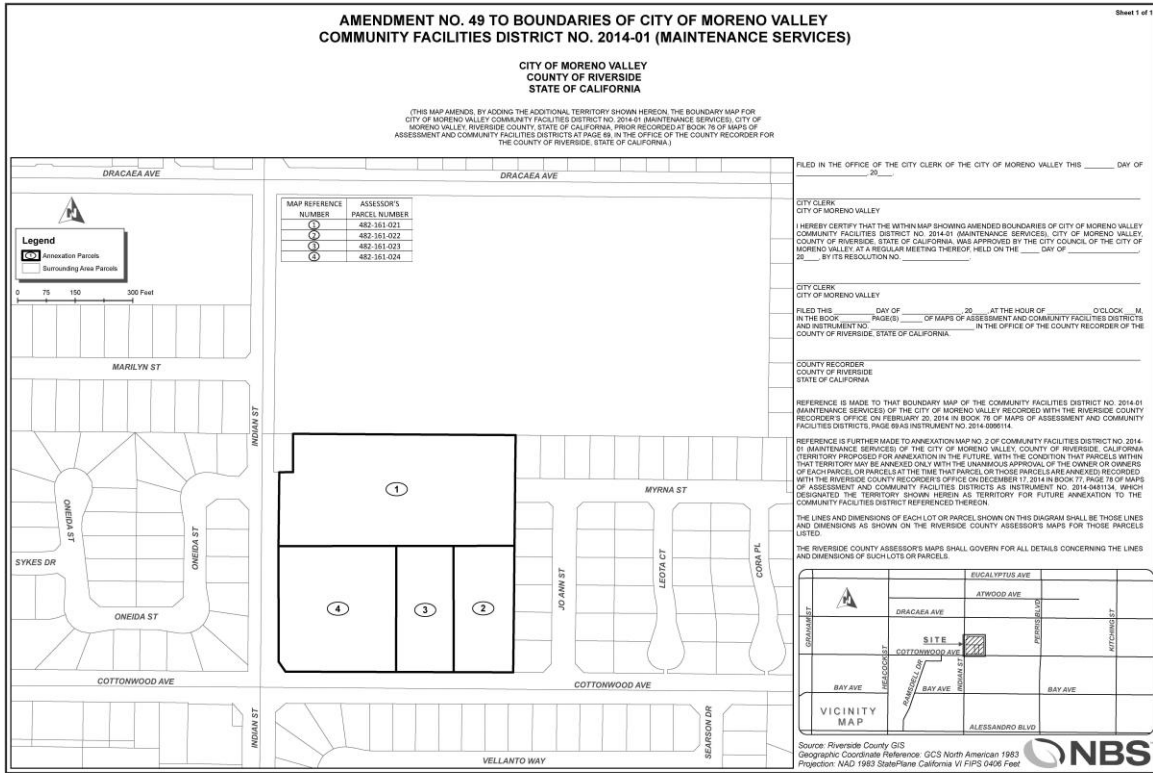 Sheet 1 of 1
AMENDMENT NO. 49 TO BOUNDARIES OF CITY OF MORENO VALLEY
COMMUNITY FACILITIES DISTRICT NO. 2014-01 (MAINTENANCE SERVICES)
CITY OF MORENO VALLEY
COUNTY OF RIVERSIDE
STATE OF CALIFORNIA
(THIS MAP AMENDS, BY ADDING THE ADDITIONAL TERRITORY SHOWN HEREON, THE BOUNDARY MAP FOR
CITY OF MORENO VALLEY COMMUNITY FACILITIES DISTRICT NO. 2014-01 (MAINTENANCE SERVICES), CITY OF
MORENO VALLEY, RIVERSIDE COUNTY, STATE OF CALIFORNIA, PRIOR RECORDED AT BOOK 76 OF MAPS OF
ASSESSMENT AND COMMUNITY FACILITIES DISTRICTS AT PAGE 69, IN THE OFFICE OF THE COUNTY RECORDER FOR
THE COUNTY OF RIVERSIDE, STATE OF CALIFORNIA.)
DRACAEA AVE
DRACAEA AVE
N
Legend
1 Annexation Parcels
Surrounding Area Parcels
0 75 150 300 Feet
MAP REFERENCE NUMBER ASSESSOR'S PARCEL NUMBER
1 482-161-021
2 482-161-022
3 482-161-023
4 482-161-024
MARILYN ST
INDIAN ST
ONEIDA ST
ONEIDA ST
SYKES DR
ONEIDA ST
1
MYRNA ST
4
3
2
JO ANN ST
LEOTA CT
CORA PL
COTTONWOOD AVE
COTTONWOOD AVE
INDIAN ST
SEARSON DR
VELLANTO WAY
FILED IN THE OFFICE OF THE CITY CLERK OF THE CITY OF MORENO VALLEY THIS ______ DAY OF
______________, 20____.
CITY CLERK
CITY OF MORENO VALLEY
I HEREBY CERTIFY THAT THE WITHIN MAP SHOWING AMENDED BOUNDARIES OF CITY OF MORENO VALLEY
COMMUNITY FACILITIES DISTRICT NO. 2014-01 (MAINTENANCE SERVICES), CITY OF MORENO VALLEY,
COUNTY OF RIVERSIDE, STATE OF CALIFORNIA, WAS APPROVED BY THE CITY COUNCIL OF THE CITY OF
MORENO VALLEY, AT A REGULAR MEETING THEREOF, HELD ON THE _____ DAY OF __________________,
20____, BY ITS RESOLUTION NO. _________________.
CITY CLERK
CITY OF MORENO VALLEY
FILED THIS __________ DAY OF ______________, 20____, AT THE HOUR OF __________ O'CLOCK ___M,
IN THE BOOK ________ PAGE(S) ______ OF MAPS OF ASSESSMENT AND COMMUNITY FACILITIES DISTRICTS
AND INSTRUMENT NO. __________________________ IN THE OFFICE OF THE COUNTY RECORDER OF THE
COUNTY OF RIVERSIDE, STATE OF CALIFORNIA.
COUNTY RECORDER
COUNTY OF RIVERSIDE
STATE OF CALIFORNIA
REFERENCE IS MADE TO THAT BOUNDARY MAP OF THE COMMUNITY FACILITIES DISTRICT NO. 2014-01
(MAINTENANCE SERVICES) OF THE CITY OF MORENO VALLEY RECORDED WITH THE RIVERSIDE COUNTY
RECORDER'S OFFICE ON FEBRUARY 20, 2014 IN BOOK 76 OF MAPS OF ASSESSMENT AND COMMUNITY
FACILITIES DISTRICTS, PAGE 69 AS INSTRUMENT NO. 2014-0066114.
REFERENCE IS FURTHER MADE TO ANNEXATION MAP NO. 2 OF COMMUNITY FACILITIES DISTRICT NO. 2014-
01 (MAINTENANCE SERVICES) OF THE CITY OF MORENO VALLEY, COUNTY OF RIVERSIDE, CALIFORNIA
(TERRITORY PROPOSED FOR ANNEXATION IN THE FUTURE, WITH THE CONDITION THAT PARCELS WITHIN
THAT TERRITORY MAY BE ANNEXED ONLY WITH THE UNANIMOUS APPROVAL OF THE OWNER OR OWNERS
OF EACH PARCEL OR PARCELS AT THE TIME THAT PARCEL OR THOSE PARCELS ARE ANNEXED) RECORDED
WITH THE RIVERSIDE COUNTY RECORDER'S OFFICE ON DECEMBER 17, 2014 IN BOOK 77, PAGE 78 OF MAPS
OF ASSESSMENT AND COMMUNITY FACILITIES DISTRICTS AS INSTRUMENT NO. 2014-0481134, WHICH
DESIGNATED THE TERRITORY SHOWN HEREIN AS TERRITORY FOR FUTURE ANNEXATION TO THE
COMMUNITY FACILITIES DISTRICT REFERENCED THEREON.
THE LINES AND DIMENSIONS OF EACH LOT OR PARCEL SHOWN ON THIS DIAGRAM SHALL BE THOSE LINES
AND DIMENSIONS AS SHOWN ON THE RIVERSIDE COUNTY ASSESSOR'S MAPS FOR THOSE PARCELS
LISTED.
THE RIVERSIDE COUNTY ASSESSOR'S MAPS SHALL GOVERN FOR ALL DETAILS CONCERNING THE LINES
AND DIMENSIONS OF SUCH LOTS OR PARCELS.
EUCALYPTUS AVE
ATWOOD AVE
DRACAEA AVE
GRAHAM ST
N
PERRIS BLVD
KITCHING ST
SITE
COTTONWOOD AVE
HEACOCK ST
RAMSDELL DR
INDIAN ST
BAY AVE
BAY AVE
BAY AVE
VICINITY
MAP
ALESSANDRO BLVD
Source: Riverside County GIS
Geographic Coordinate Reference: GCS North American 1983
Projection: NAD 1983 StatePlane California VI FIPS 0406 Feet
NBS